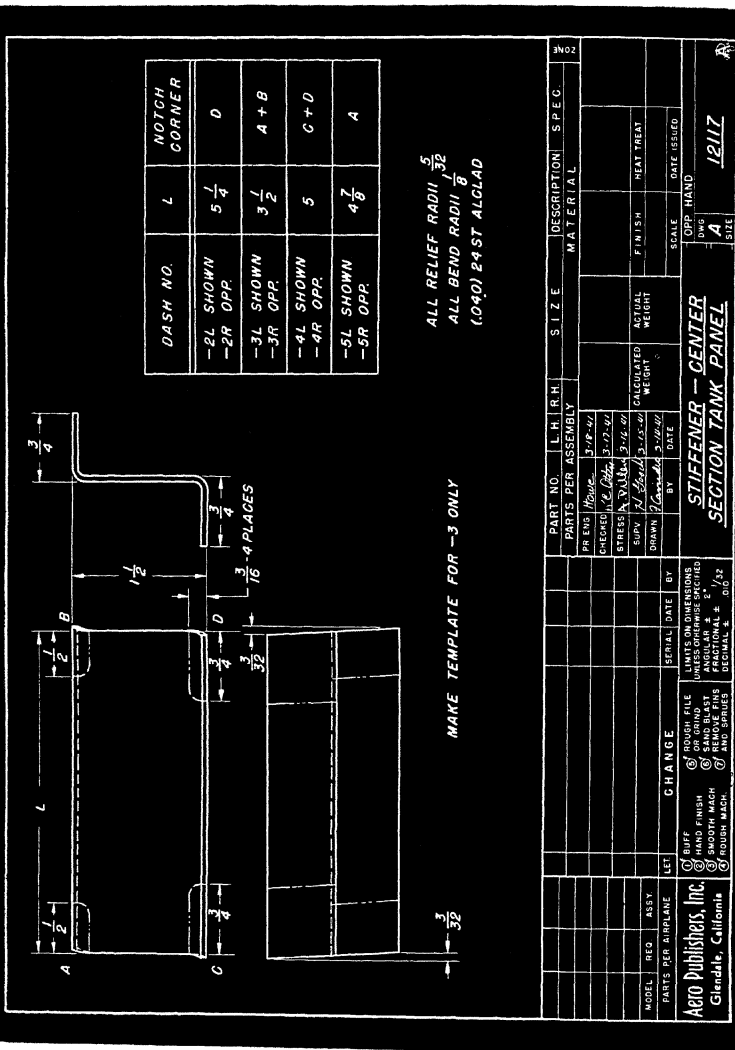 DASH NO. L NOTCH CORNER
-2L SHOWN 5 1/4 D
-2R OPP.
-3L SHOWN 3 1/2 A + B
-3R OPP.
-4L SHOWN 5 C + D
-4R OPP.
-5L SHOWN 4 7/8 A
-5R OPP.
ALL RELIEF RADII 5/32
ALL BEND RADII 1/8
(.040) 24 ST ALCLAD
A
B
C
D
L
1/2
1/2
3/4
3/4
1 1/2
3/4
3/4
3/16 -4 PLACES
3/32
3/32
MAKE TEMPLATE FOR -3 ONLY
PART NO. L.H. R.H. SIZE DESCRIPTION SPEC. ZONE
PARTS PER ASSEMBLY MATERIAL
PR ENG Howe 3-18-41
CHECKED 3-17-41
STRESS 3-16-41
SUPV. 3-15-41
DRAWN
BY DATE
CALCULATED WEIGHT
ACTUAL WEIGHT
FINISH
HEAT TREAT
SCALE
DATE ISSUED
MODEL REQ ASSY.
PARTS PER AIRPLANE
LET. CHANGE SERIAL DATE BY
Aero Publishers, Inc.
Glendale, California
① BUFF
② HAND FINISH
③ SMOOTH MACH
④ ROUGH MACH.
⑤ ROUGH FILE OR GRIND
⑥ SAND BLAST
⑦ REMOVE FINS AND SPRUES
LIMITS ON DIMENSIONS
UNLESS OTHERWISE SPECIFIED
ANGULAR ± 2°
FRACTIONAL ± 1/32
DECIMAL ± .010
STIFFENER - CENTER
SECTION TANK PANEL
OPP HAND
DWG A SIZE
12117